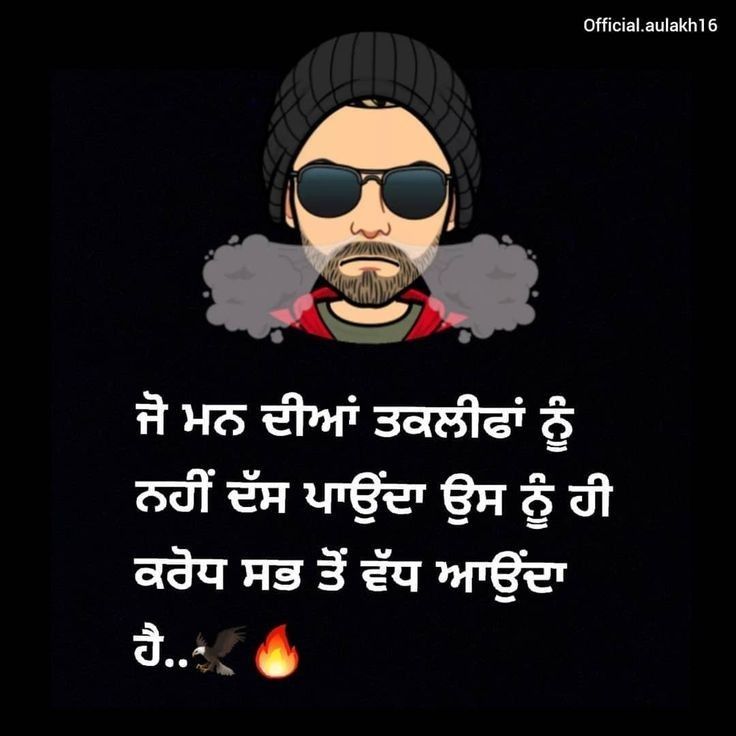 Official.aulakh16
ਜੋ ਮਨ ਦੀਆਂ ਤਕਲੀਫਾਂ ਨੂੰ
ਨਹੀਂ ਦੱਸ ਪਾਉਂਦਾ ਉਸ ਨੂੰ ਹੀ
ਕਰੋਧ ਸਭ ਤੋਂ ਵੱਧ ਆਉਂਦਾ
ਹੈ..🦅🔥